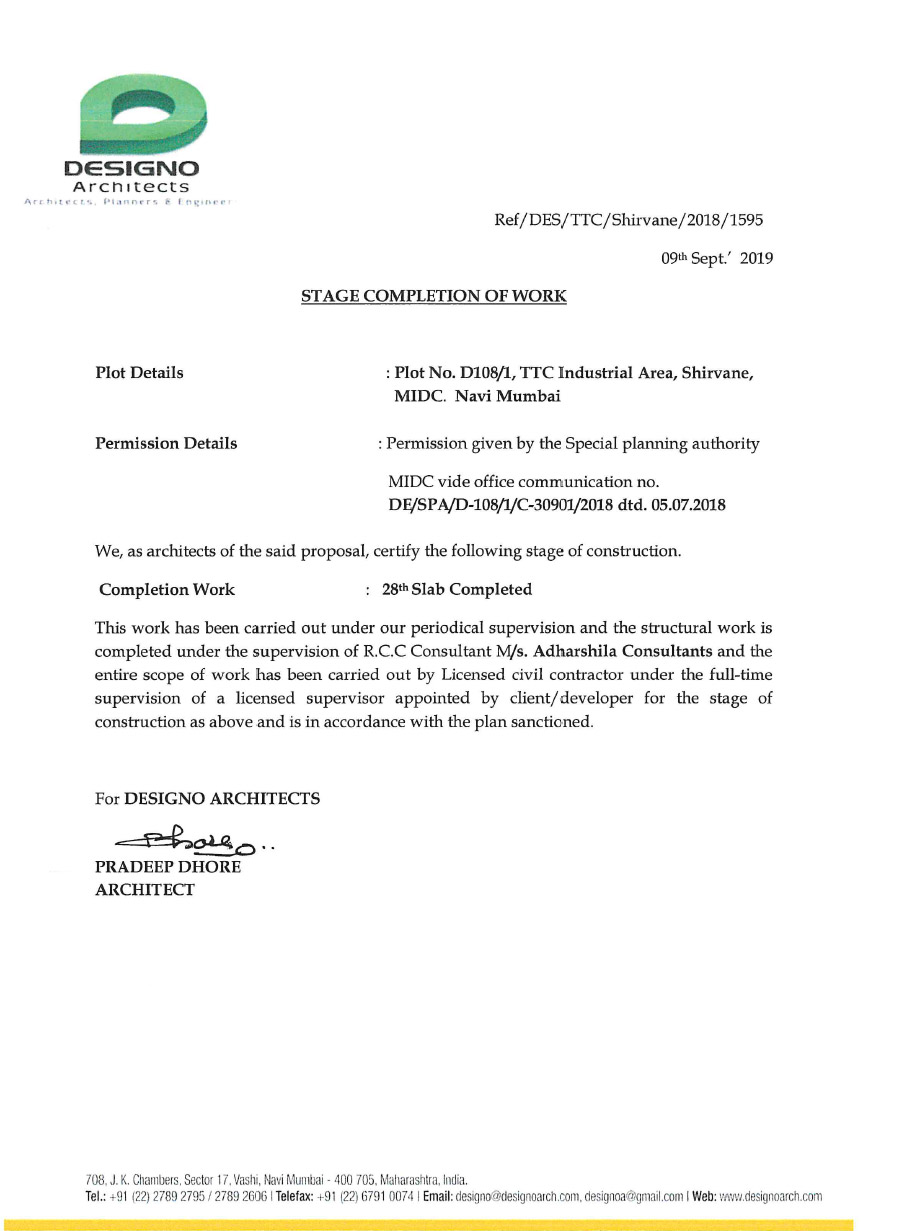 DESIGNO
Architects
Architects, Planners & Engineer
Ref/DES/TTC/Shirvane/2018/1595
09th Sept.' 2019
STAGE COMPLETION OF WORK
Plot Details : Plot No. D108/1, TTC Industrial Area, Shirvane,
MIDC. Navi Mumbai
Permission Details : Permission given by the Special planning authority
MIDC vide office communication no.
DE/SPA/D-108/1/C-30901/2018 dtd. 05.07.2018
We, as architects of the said proposal, certify the following stage of construction.
Completion Work : 28th Slab Completed
This work has been carried out under our periodical supervision and the structural work is
completed under the supervision of R.C.C Consultant M/s. Adharshila Consultants and the
entire scope of work has been carried out by Licensed civil contractor under the full-time
supervision of a licensed supervisor appointed by client/developer for the stage of
construction as above and is in accordance with the plan sanctioned.
For DESIGNO ARCHITECTS
PRADEEP DHORE
ARCHITECT
708, J. K. Chambers, Sector 17, Vashi, Navi Mumbai - 400 705, Maharashtra, India.
Tel.: +91 (22) 2789 2795 / 2789 2606 | Telefax: +91 (22) 6791 0074 | Email: designo@designoarch.com, designoa@gmail.com | Web: www.designoarch.com